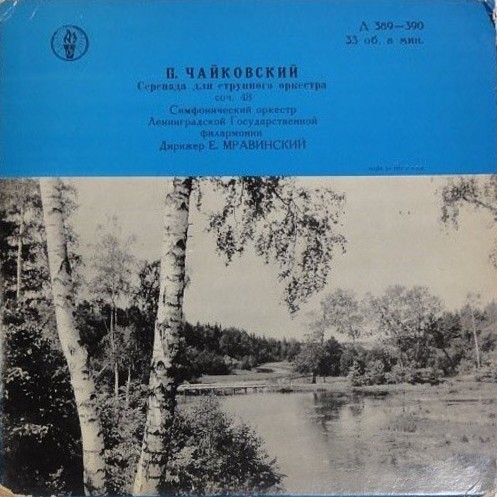 Д 389—390
33 об. в мин.
П. ЧАЙКОВСКИЙ
Серенада для струнного оркестра
соч. 48
Симфонический оркестр
Ленинградской Государственной
филармонии
Дирижер Е. МРАВИНСКИЙ